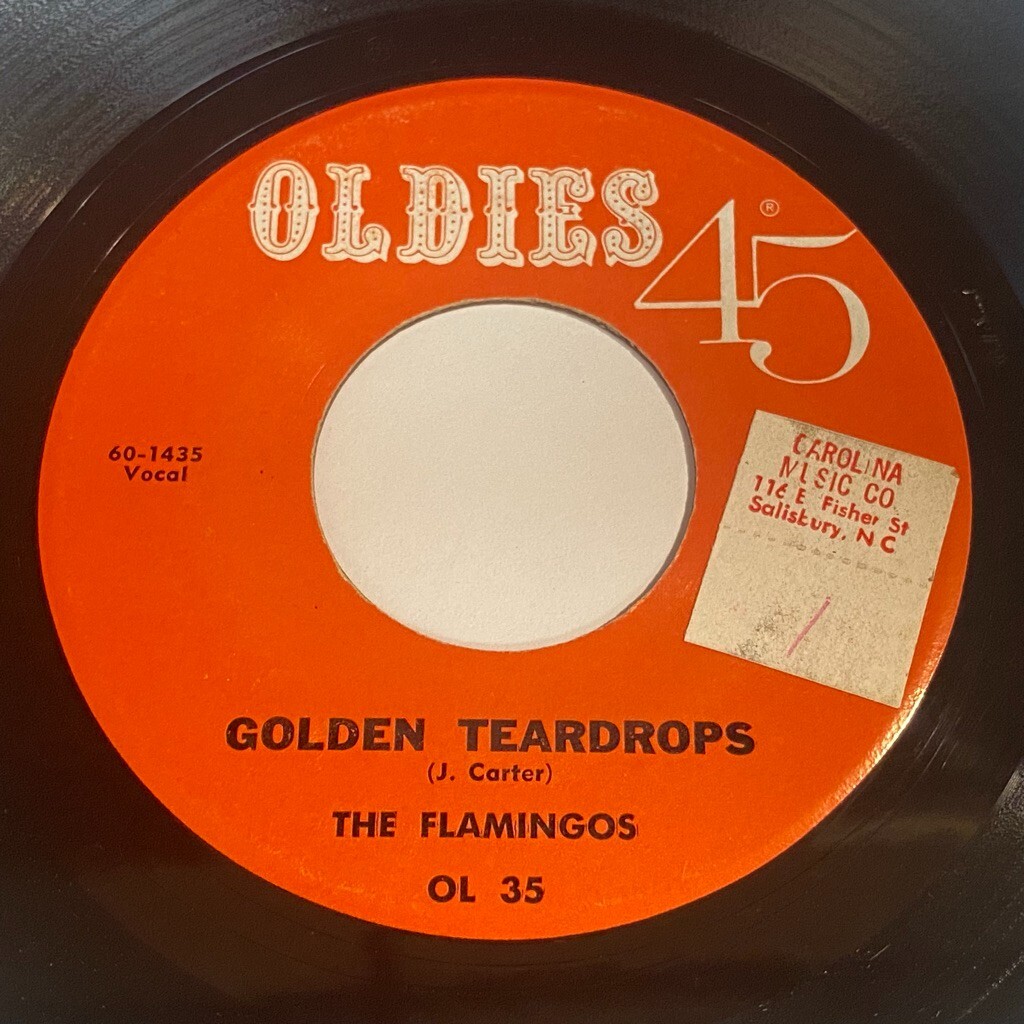 OLDIES 45®
60-1435
Vocal
CAROLINA
MUSIC CO.
116 E Fisher St
Salisbury, N C
GOLDEN TEARDROPS
(J. Carter)
THE FLAMINGOS
OL 35